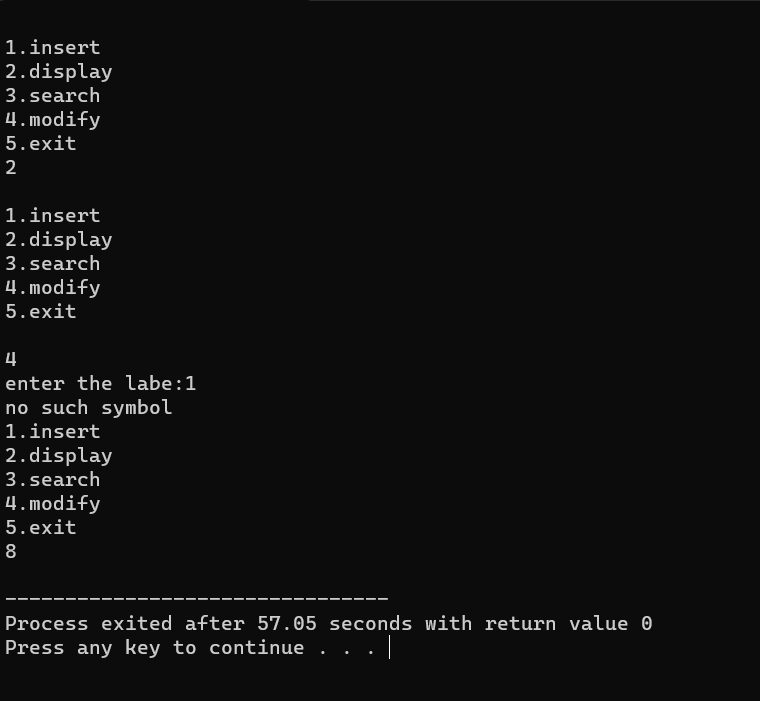 1.insert
2.display
3.search
4.modify
5.exit
2
1.insert
2.display
3.search
4.modify
5.exit
4
enter the labe:1
no such symbol
1.insert
2.display
3.search
4.modify
5.exit
8
--------------------------------
Process exited after 57.05 seconds with return value 0
Press any key to continue . . .